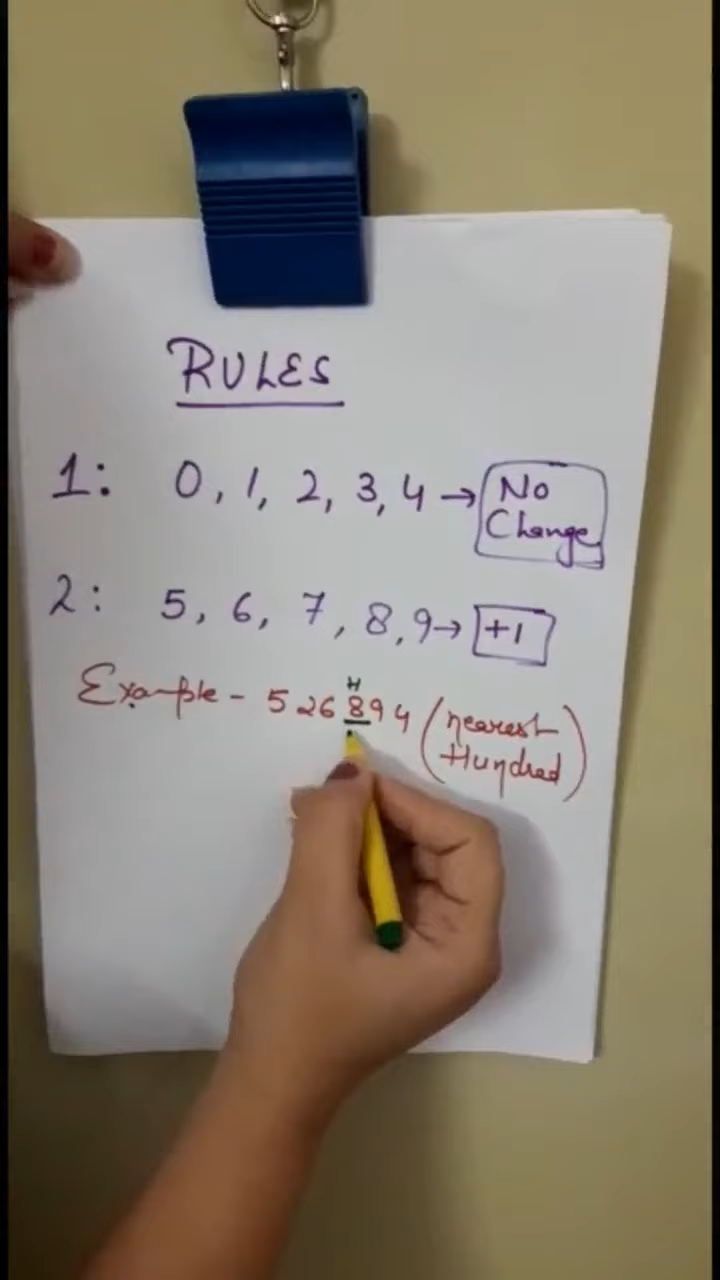 RULES
1: 0, 1, 2, 3, 4 → No Change
2: 5, 6, 7, 8, 9 → +1
H
Example - 526894 (nearest Hundred)